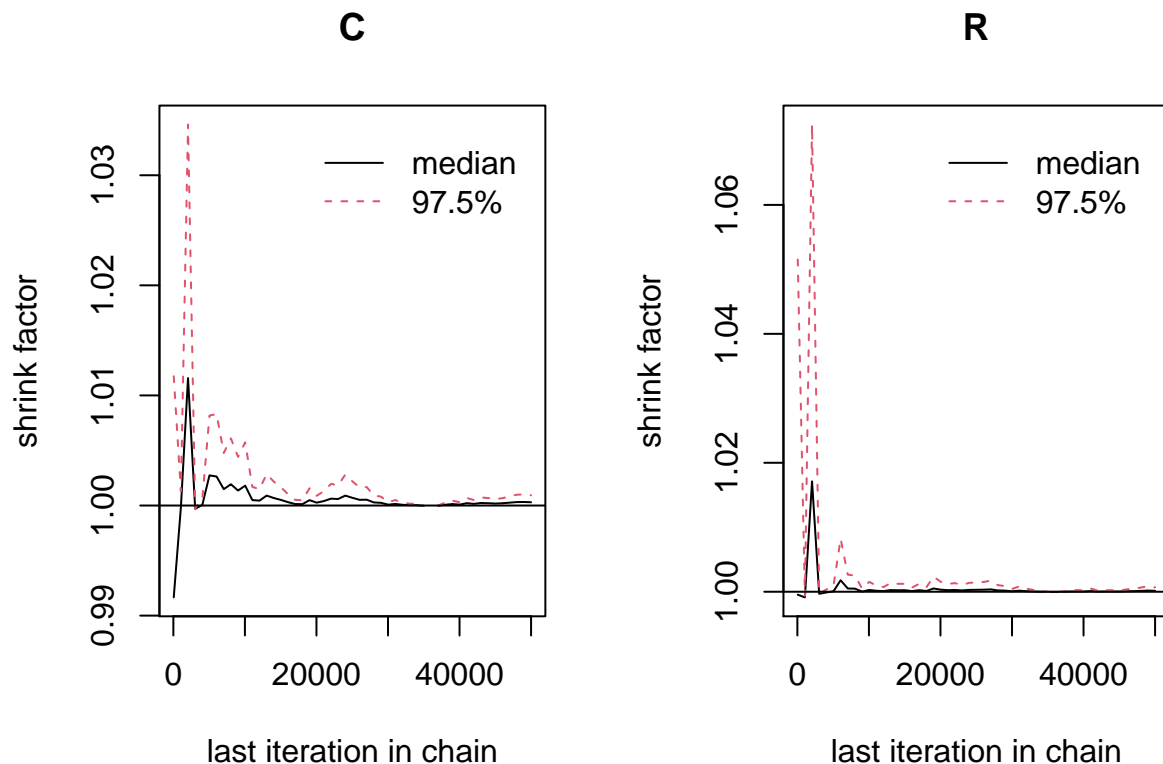 C
shrink factor
0.99 1.00 1.01 1.02 1.03
median
97.5%
0 20000 40000
last iteration in chain
R
shrink factor
1.00 1.02 1.04 1.06
median
97.5%
0 20000 40000
last iteration in chain